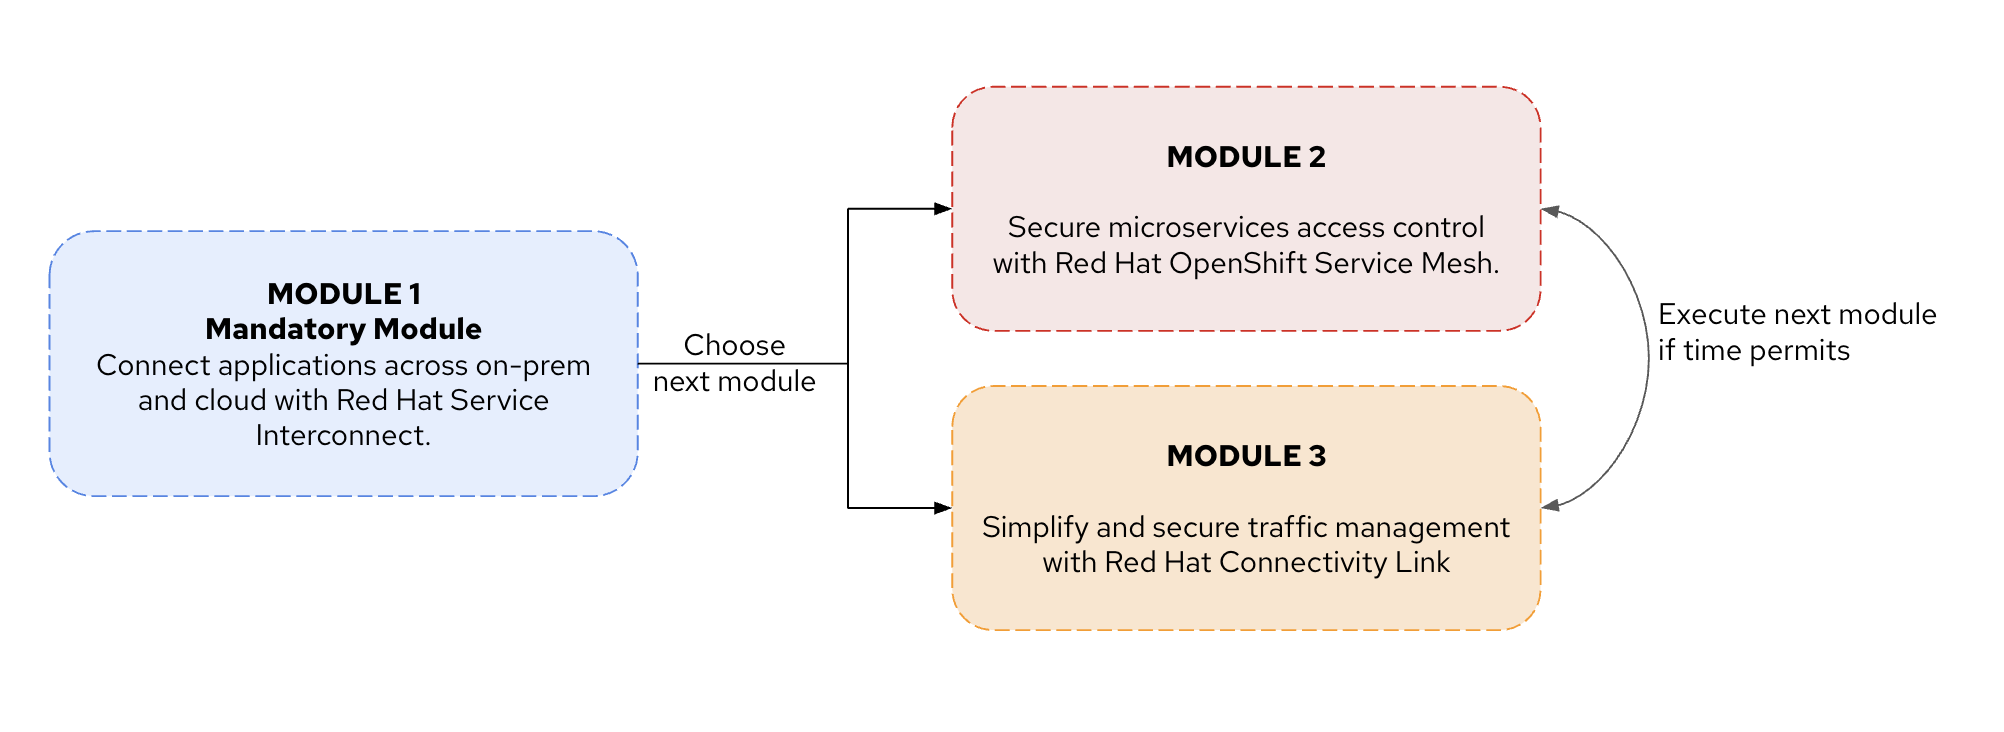 MODULE 1
Mandatory Module
Connect applications across on-prem
and cloud with Red Hat Service
Interconnect.
Choose
next module
MODULE 2
Secure microservices access control
with Red Hat OpenShift Service Mesh.
MODULE 3
Simplify and secure traffic management
with Red Hat Connectivity Link
Execute next module
if time permits